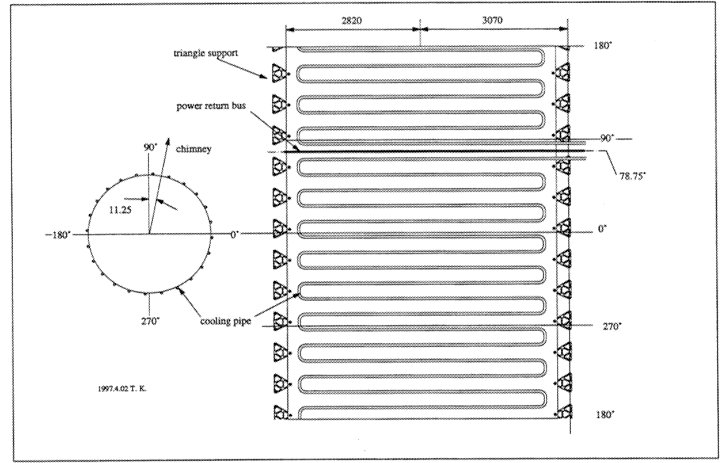 2820
3070
triangle support
180°
power return bus
90°
90°
chimney
78.75°
11.25
−180°
0°
0°
cooling pipe
270°
270°
1997.4.02 T. K.
180°